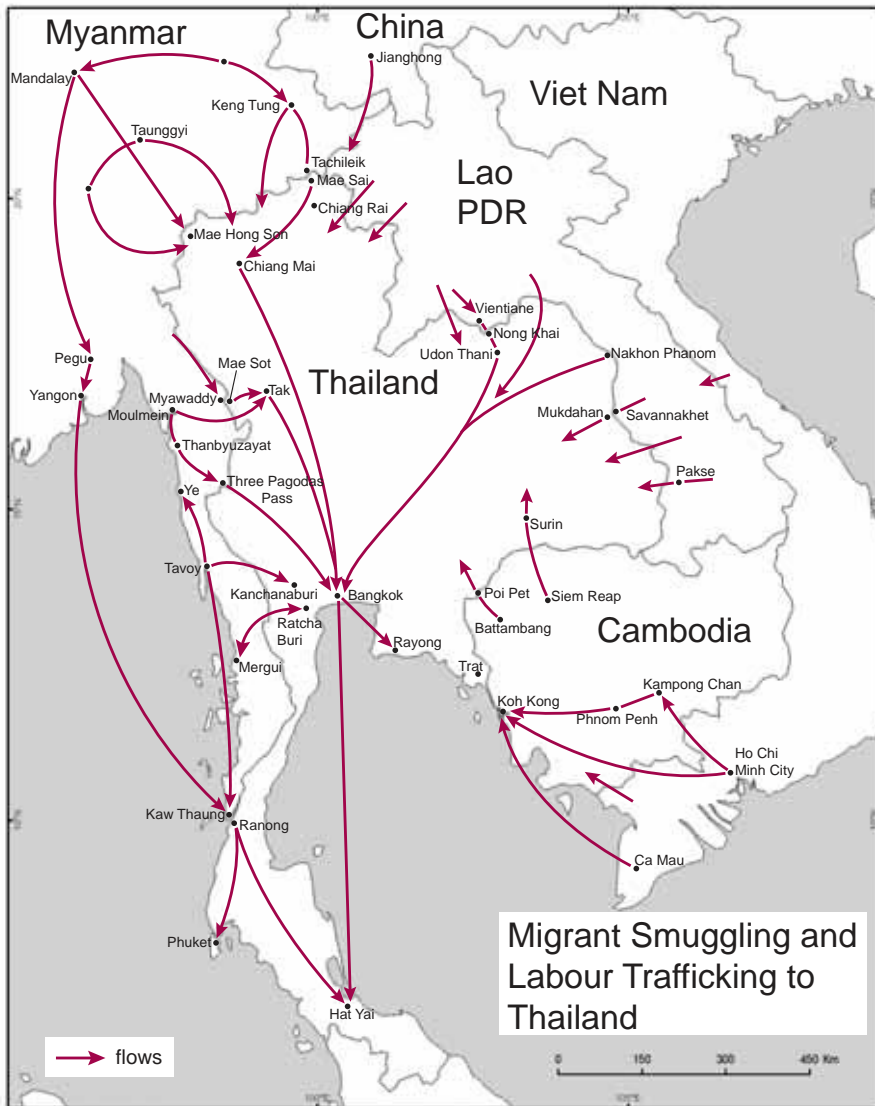 Myanmar
China
Jianghong
Mandalay
Viet Nam
Keng Tung
Taunggyi
Tachileik
Mae Sai
Lao
PDR
Chiang Rai
Mae Hong Son
Chiang Mai
Vientiane
Nong Khai
Udon Thani
Nakhon Phanom
Pegu
Mae Sot
Thailand
Yangon
Myawaddy
Tak
Moulmein
Mukdahan
Savannakhet
Thanbyuzayat
Three Pagodas
Pass
Pakse
Ye
Surin
Tavoy
Kanchanaburi
Bangkok
Poi Pet
Siem Reap
Ratcha
Buri
Battambang
Cambodia
Rayong
Mergui
Trat
Kampong Chan
Koh Kong
Phnom Penh
Ho Chi
Minh City
Kaw Thaung
Ranong
Ca Mau
Phuket
Migrant Smuggling and
Labour Trafficking to
Thailand
Hat Yai
flows
0 150 300 450 Km